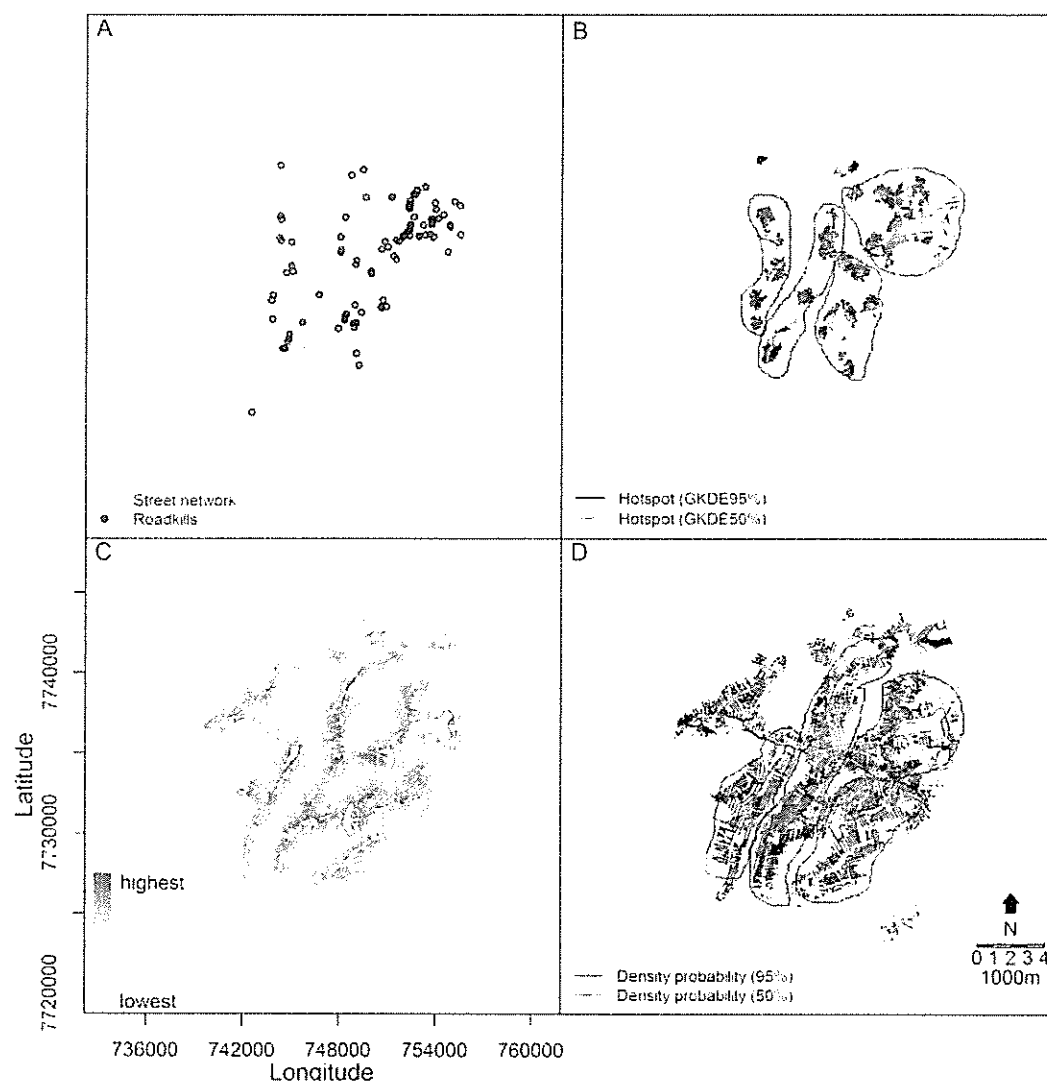 A
B
Street network
Roadkills
Hotspot (GKDE95%)
Hotspot (GKDE50%)
C
D
Latitude
7740000
7730000
7720000
highest
lowest
736000 742000 748000 754000 760000
Longitude
Density probability (95%)
Density probability (50%)
N
0 1 2 3 4
1000m